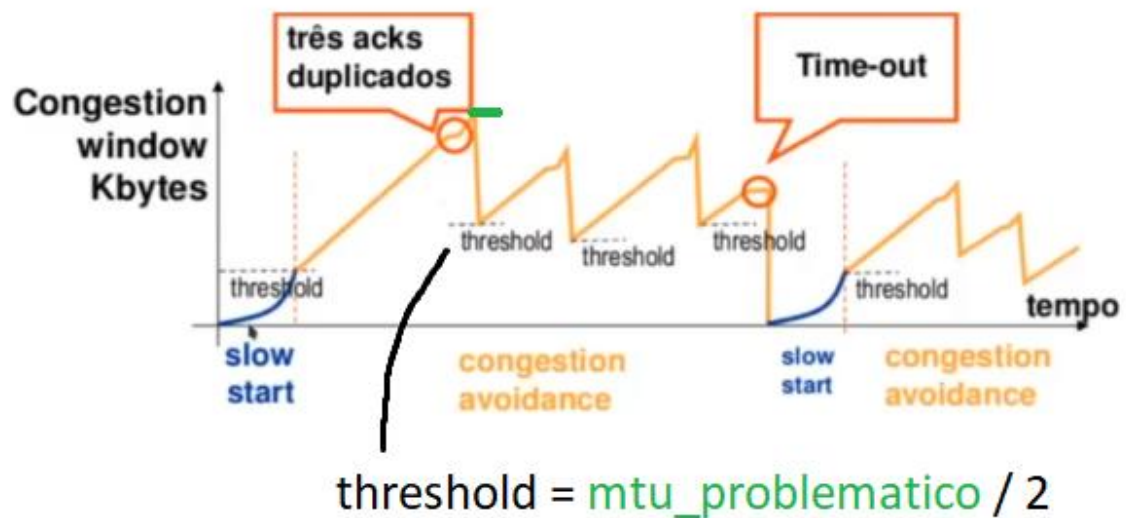 três acks
duplicados
Time-out
Congestion
window
Kbytes
threshold
threshold
threshold
threshold
threshold
tempo
slow
start
congestion
avoidance
slow
start
congestion
avoidance
threshold = mtu_problematico / 2